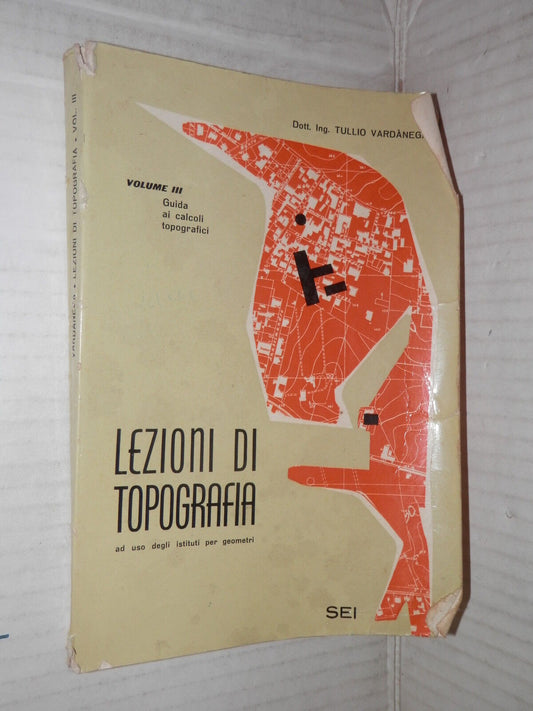 Dott. Ing. TULLIO VARDÀNEG
VOLUME III
Guida
ai calcoli
topografici
LEZIONI DI
TOPOGRAFIA
ad uso degli istituti per geometri
SEI
VARDÀNEGA • LEZIONI DI TOPOGRAFIA • VOL. III